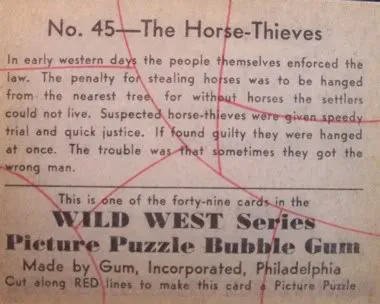 No. 45—The Horse-Thieves
In early western days the people themselves enforced the
law. The penalty for stealing horses was to be hanged
from the nearest tree, for without horses the settlers
could not live. Suspected horse-thieves were given speedy
trial and quick justice. If found guilty they were hanged
at once. The trouble was that sometimes they got the
wrong man.
This is one of the forty-nine cards in the
WILD WEST Series
Picture Puzzle Bubble Gum
Made by Gum, Incorporated, Philadelphia
Cut along RED lines to make this card a Picture Puzzle